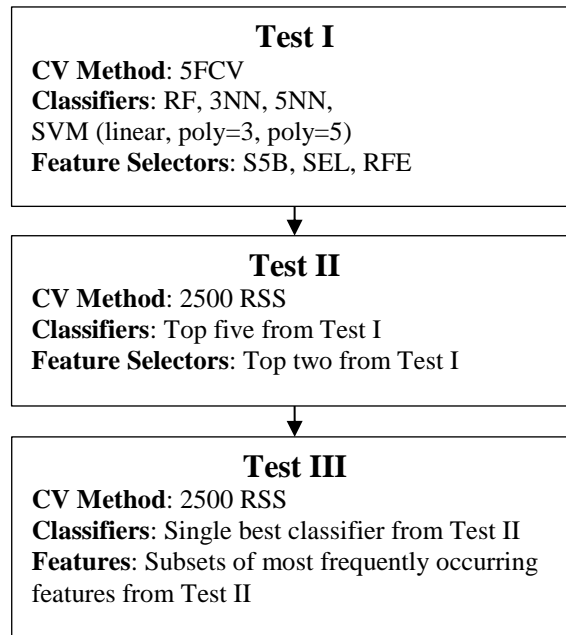 Test I
CV Method: 5FCV
Classifiers: RF, 3NN, 5NN,
SVM (linear, poly=3, poly=5)
Feature Selectors: S5B, SEL, RFE
Test II
CV Method: 2500 RSS
Classifiers: Top five from Test I
Feature Selectors: Top two from Test I
Test III
CV Method: 2500 RSS
Classifiers: Single best classifier from Test II
Features: Subsets of most frequently occurring
features from Test II